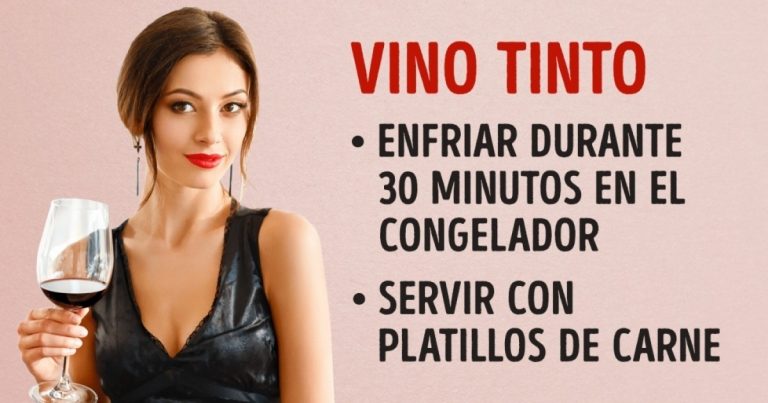 VINO TINTO
• ENFRIAR DURANTE
30 MINUTOS EN EL
CONGELADOR
• SERVIR CON
PLATILLOS DE CARNE